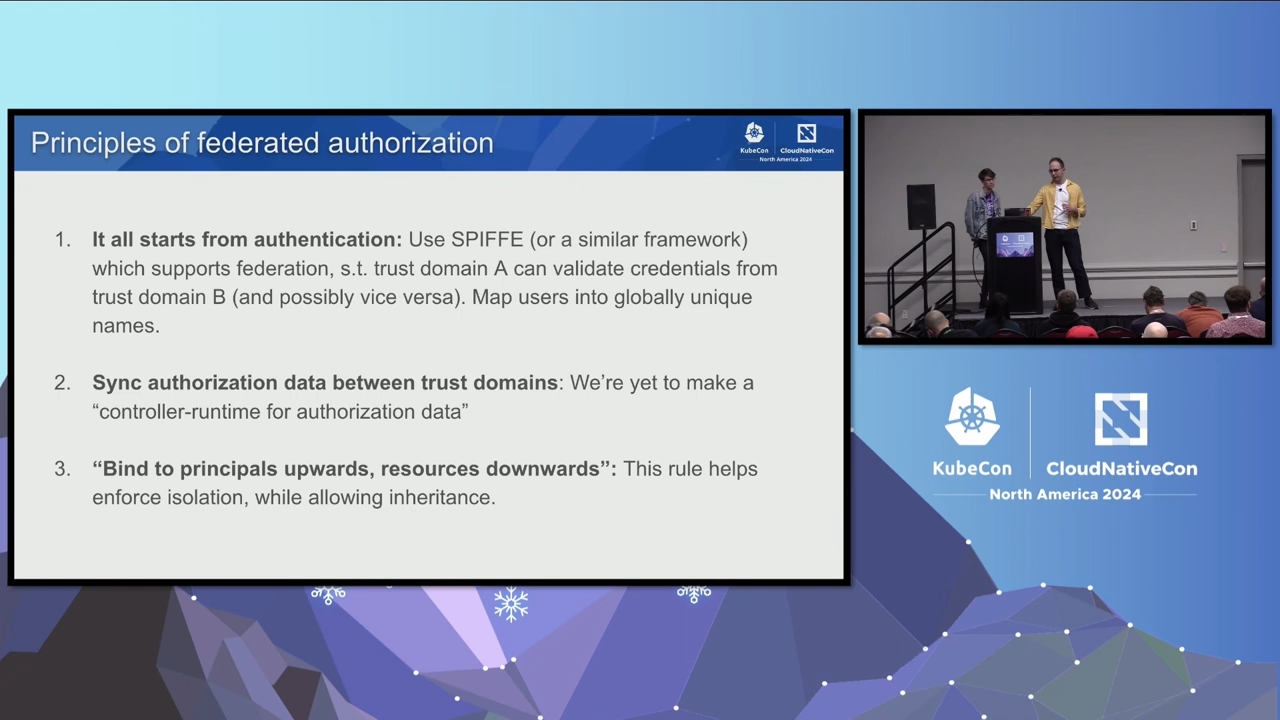 Principles of federated authorization
KubeCon
CloudNativeCon
North America 2024
1. It all starts from authentication: Use SPIFFE (or a similar framework)
which supports federation, s.t. trust domain A can validate credentials from
trust domain B (and possibly vice versa). Map users into globally unique
names.
2. Sync authorization data between trust domains: We’re yet to make a
“controller-runtime for authorization data”
3. “Bind to principals upwards, resources downwards”: This rule helps
enforce isolation, while allowing inheritance.
KubeCon
CloudNativeCon
North America 2024